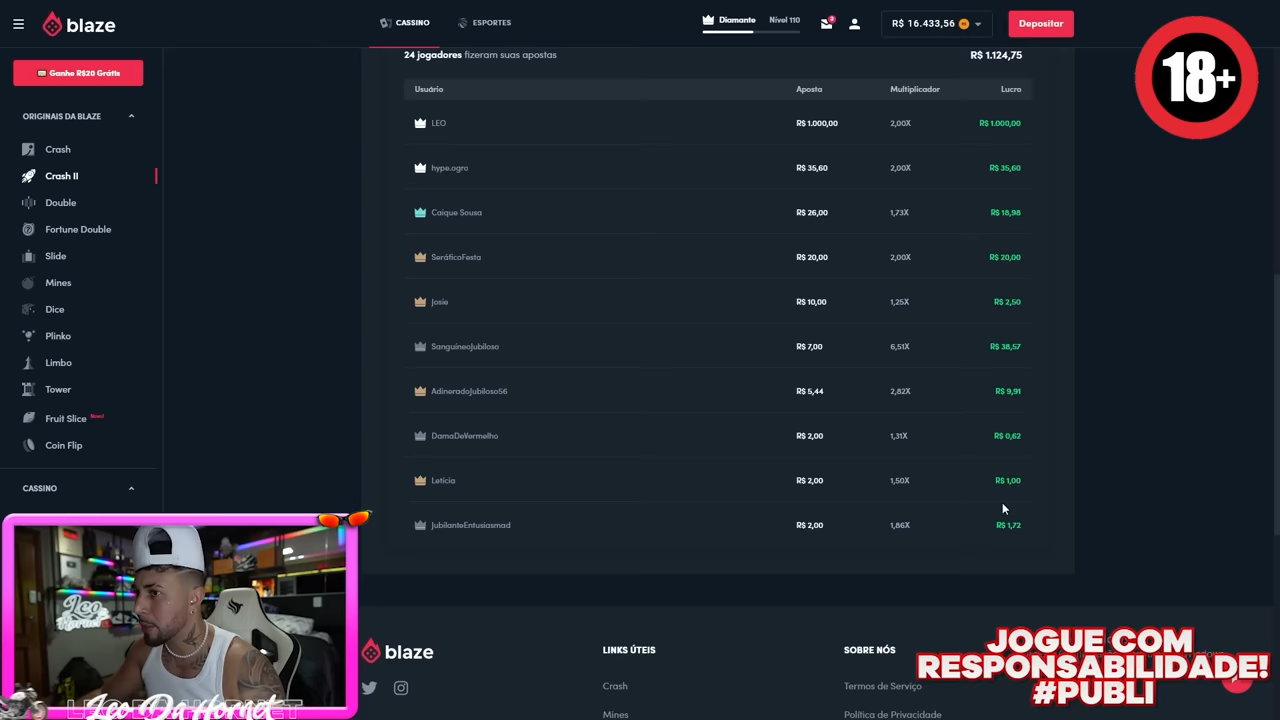 blaze
CASSINO
ESPORTES
Diamante
Nível 110
3
R$ 16.433,56
Depositar
18+
Ganhe R$20 Grátis
ORIGINAIS DA BLAZE
Crash
Crash II
Double
Fortune Double
Slide
Mines
Dice
Plinko
Limbo
Tower
Fruit Slice Novo!
Coin Flip
CASSINO
24 jogadores fizeram suas apostas R$ 1.124,75
Usuário Aposta Multiplicador Lucro
LEO R$ 1.000,00 2,00X R$ 1.000,00
hype.ogro R$ 35,60 2,00X R$ 35,60
Caique Sousa R$ 26,00 1,73X R$ 18,98
SeráficoFesta R$ 20,00 2,00X R$ 20,00
Josie R$ 10,00 1,25X R$ 2,50
SanguíneoJubiloso R$ 7,00 6,51X R$ 38,57
AdineradoJubiloso56 R$ 5,44 2,82X R$ 9,91
DamaDeVermelho R$ 2,00 1,31X R$ 0,62
Letícia R$ 2,00 1,50X R$ 1,00
JubilanteEntusiasmad R$ 2,00 1,86X R$ 1,72
blaze
LINKS ÚTEIS
SOBRE NÓS
Crash
Termos de Serviço
Mines
Política de Privacidade
JOGUE COM
RESPONSABILIDADE!
#PUBLI
Leo Da Hornet